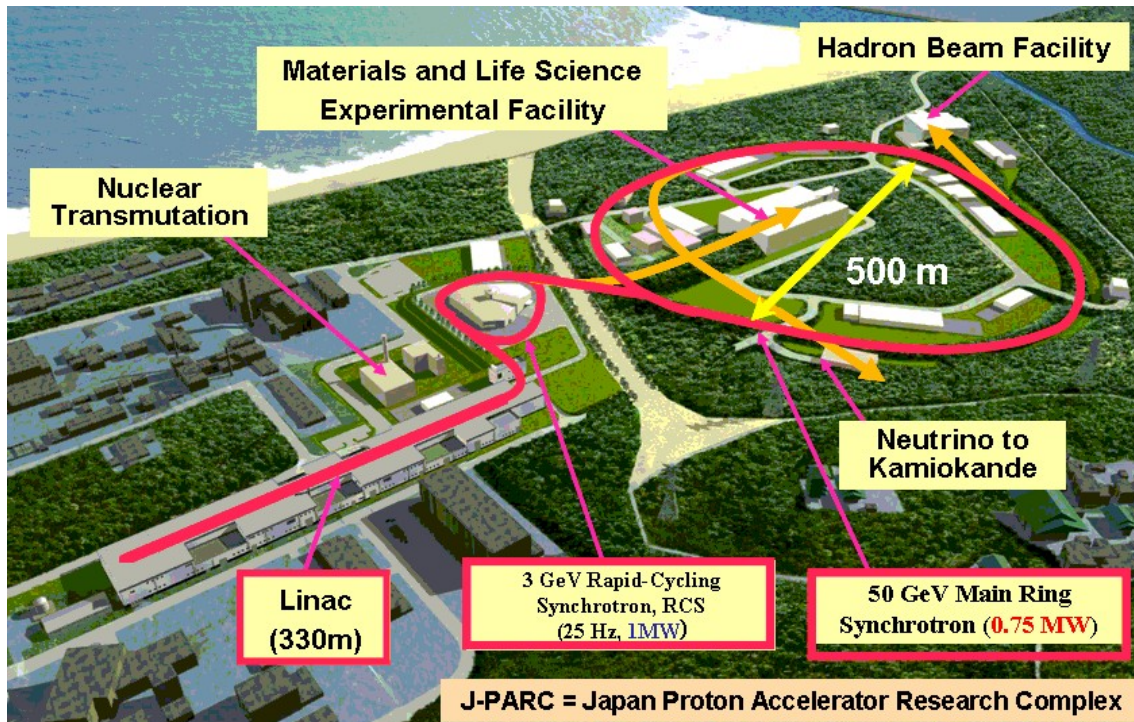 Hadron Beam Facility
Materials and Life Science
Experimental Facility
Nuclear
Transmutation
500 m
Neutrino to
Kamiokande
Linac
(330m)
3 GeV Rapid-Cycling
Synchrotron, RCS
(25 Hz, 1MW)
50 GeV Main Ring
Synchrotron (0.75 MW)
J-PARC = Japan Proton Accelerator Research Complex